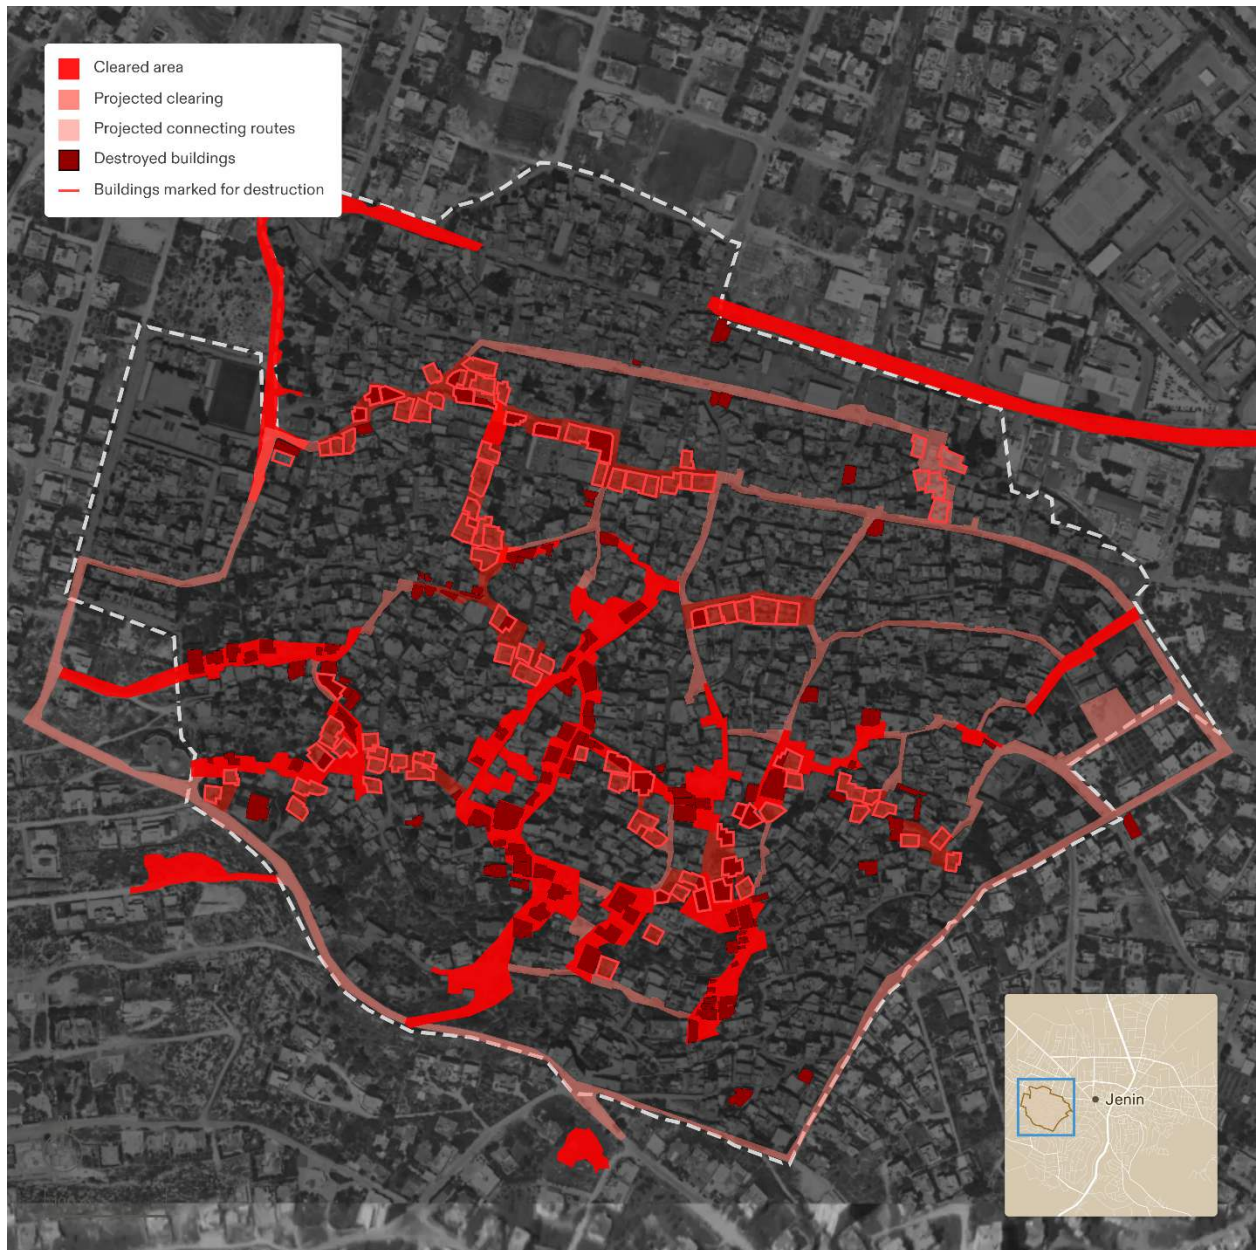 Cleared area
Projected clearing
Projected connecting routes
Destroyed buildings
Buildings marked for destruction
Jenin